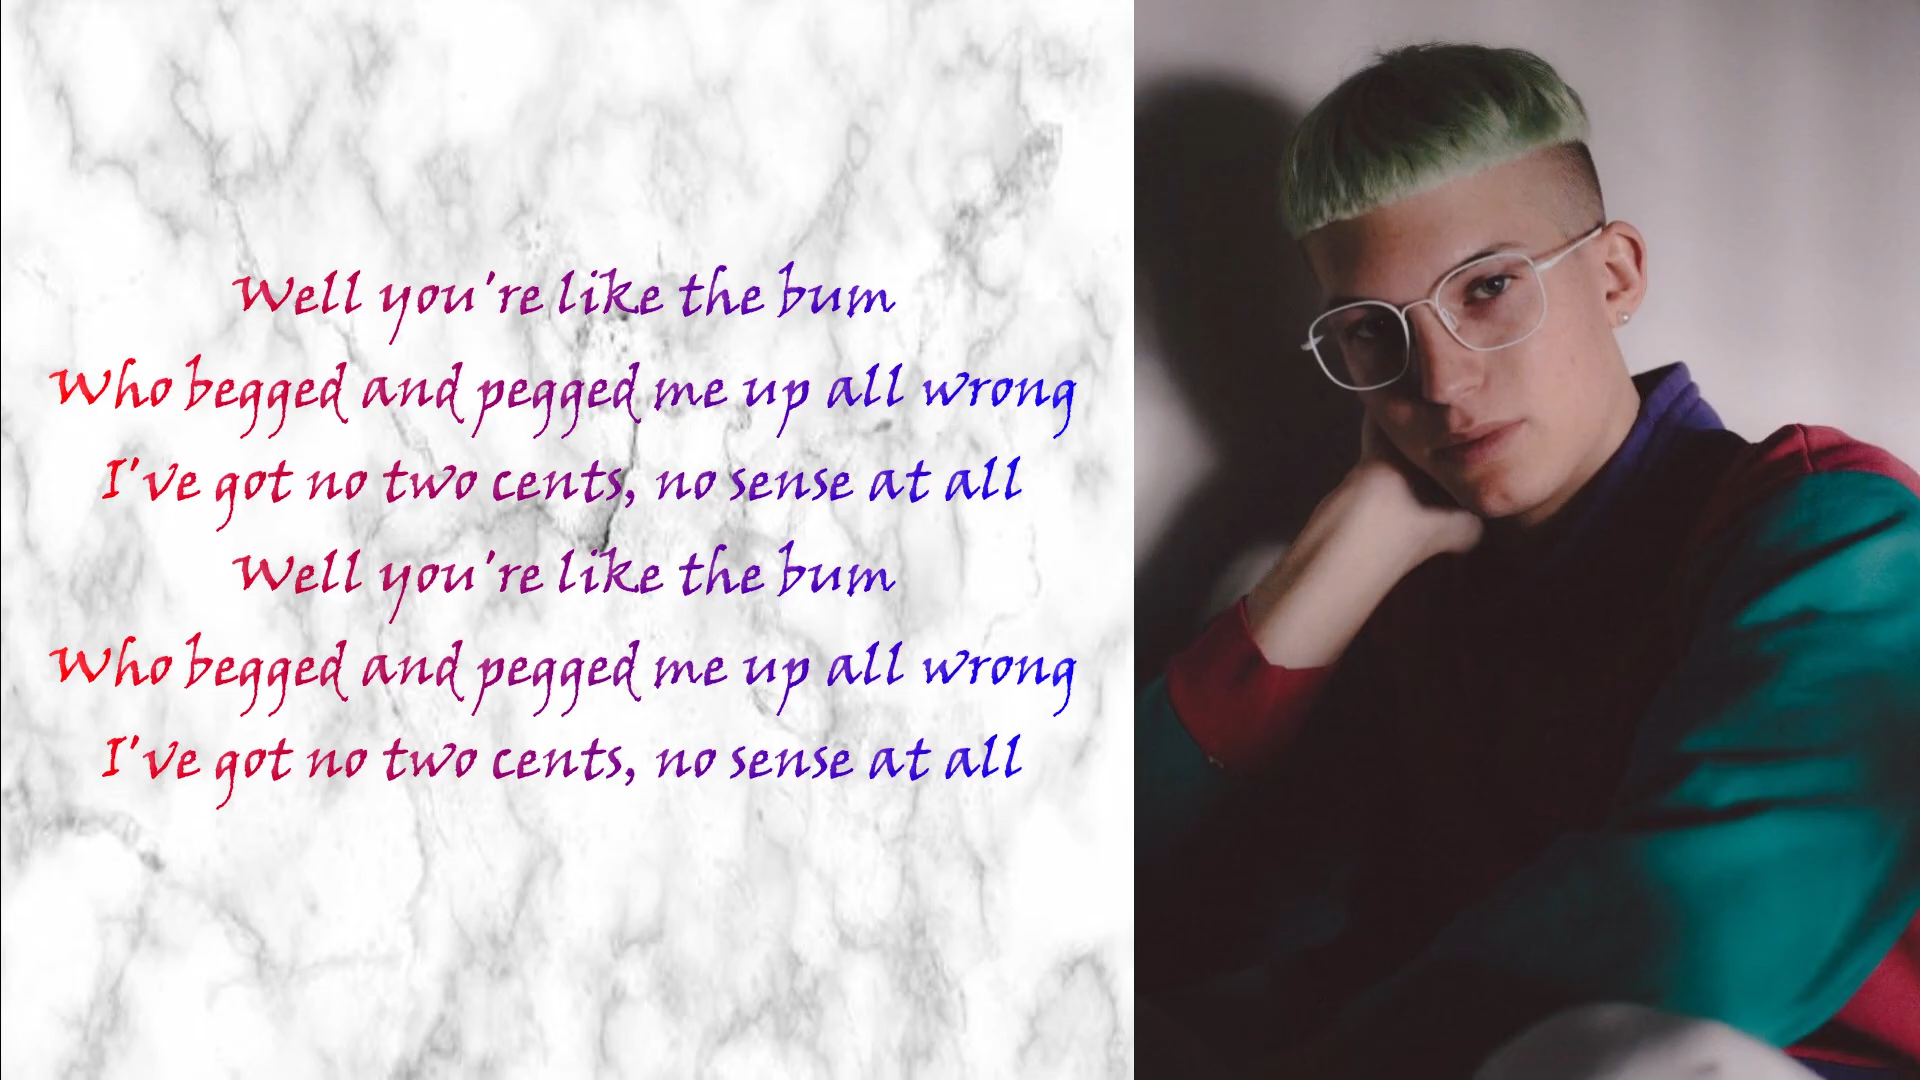 Well you're like the bum
Who begged and pegged me up all wrong
I've got no two cents, no sense at all
Well you're like the bum
Who begged and pegged me up all wrong
I've got no two cents, no sense at all